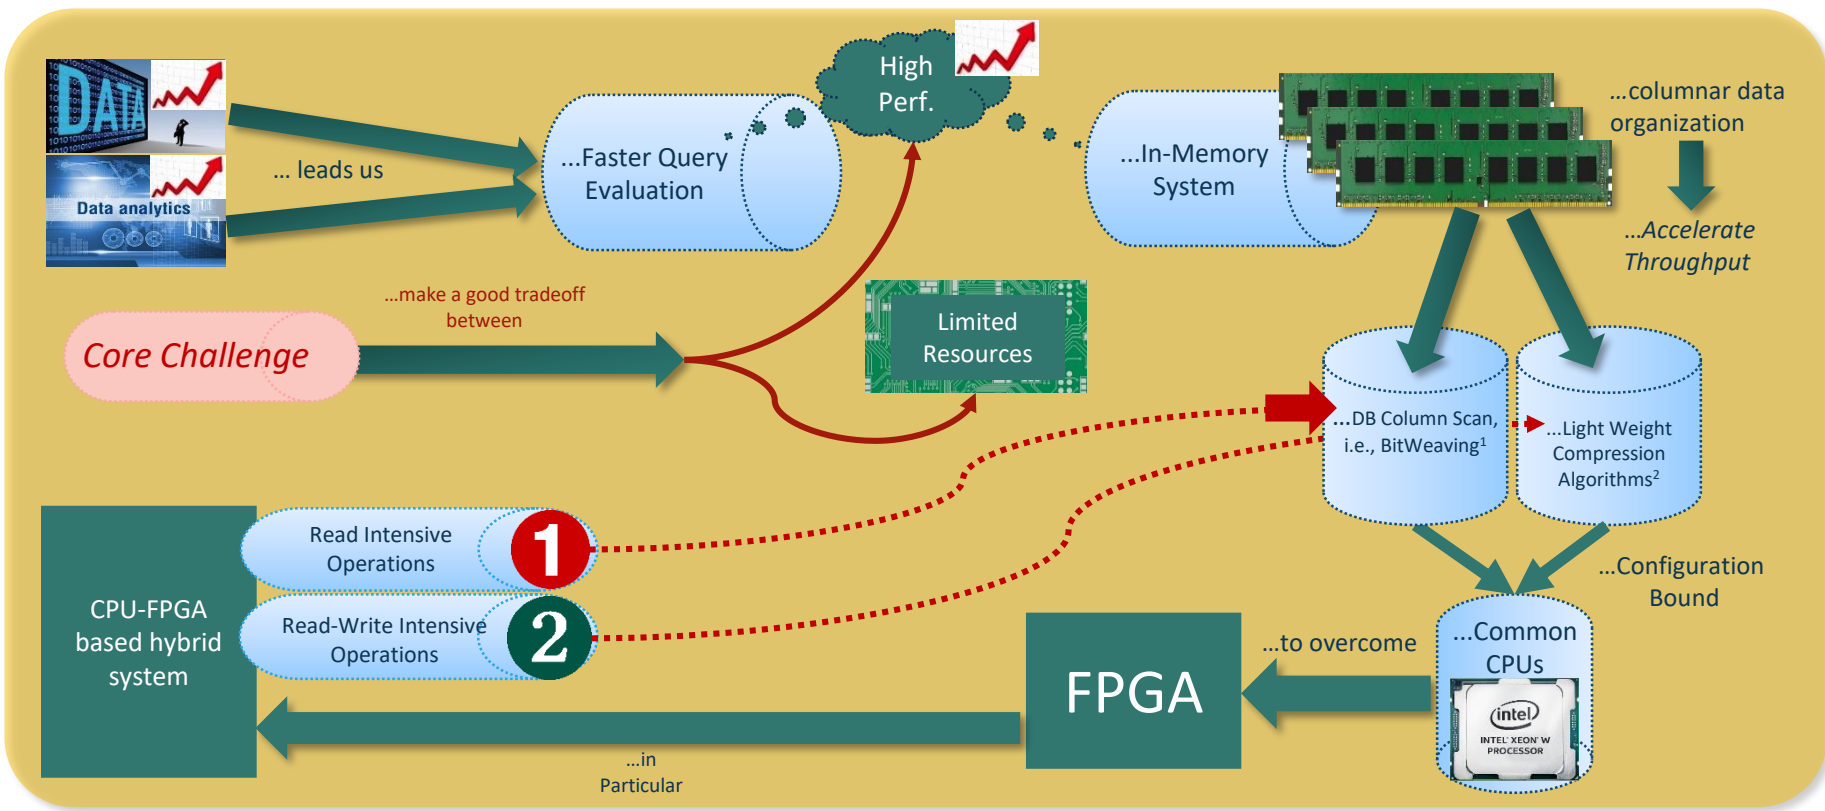 DATA
Data analytics
... leads us
...Faster Query
Evaluation
High
Perf.
...In-Memory
System
...columnar data
organization
...Accelerate
Throughput
Core Challenge
...make a good tradeoff
between
Limited
Resources
...DB Column Scan,
i.e., BitWeaving1
...Light Weight
Compression
Algorithms2
CPU-FPGA
based hybrid
system
Read Intensive
Operations
1
Read-Write Intensive
Operations
2
...Configuration
Bound
...Common
CPUs
intel
INTEL® XEON® W
PROCESSOR
...to overcome
FPGA
...in
Particular